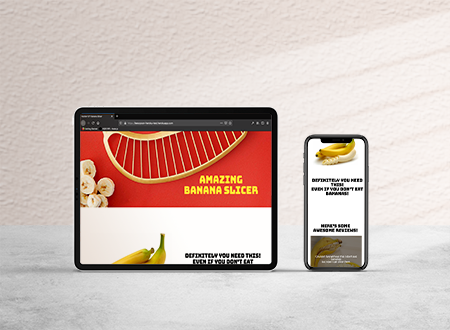 AMAZING
BANANA SLICER
DEFINITELY YOU NEED THIS!
EVEN IF YOU DON'T EAT
DEFINITELY YOU NEED
THIS!
EVEN IF YOU DON'T EAT
BANANAS!
HERE'S SOME
AWESOME REVIEWS!